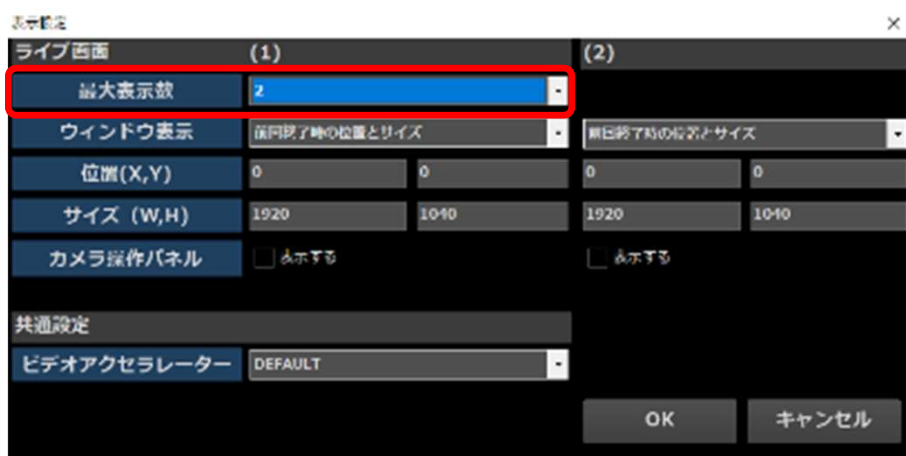 表示設定
ライブ画面 (1) (2)
最大表示数 2
ウィンドウ表示 前回終了時の位置とサイズ 前回終了時の位置とサイズ
位置(X,Y) 0 0 0 0
サイズ (W,H) 1920 1040 1920 1040
カメラ操作パネル 表示する 表示する
共通設定
ビデオアクセラレーター DEFAULT
OK キャンセル